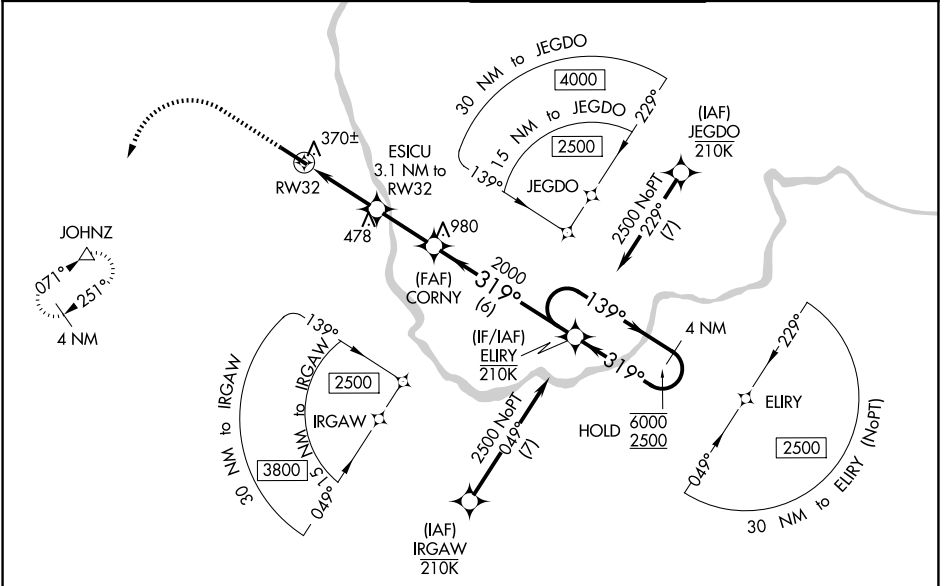 30 NM to JEGDO
4000
15 NM to JEGDO
2500
229°
139°
JEGDO
(IAF)
JEGDO
210K
2500 NoPT
229°
(7)
370±
RW32
ESICU
3.1 NM to
RW32
478
980
(FAF)
CORNY
2000
319°
(6)
JOHNZ
071°
251°
4 NM
139°
4 NM
(IF/IAF)
ELIRY
210K
319°
HOLD
6000
2500
139°
30 NM to IRGAW
15 NM to IRGAW
2500
IRGAW
3800
049°
2500 NoPT
049°
(7)
(IAF)
IRGAW
210K
229°
ELIRY
2500
049°
30 NM to ELIRY (NoPT)